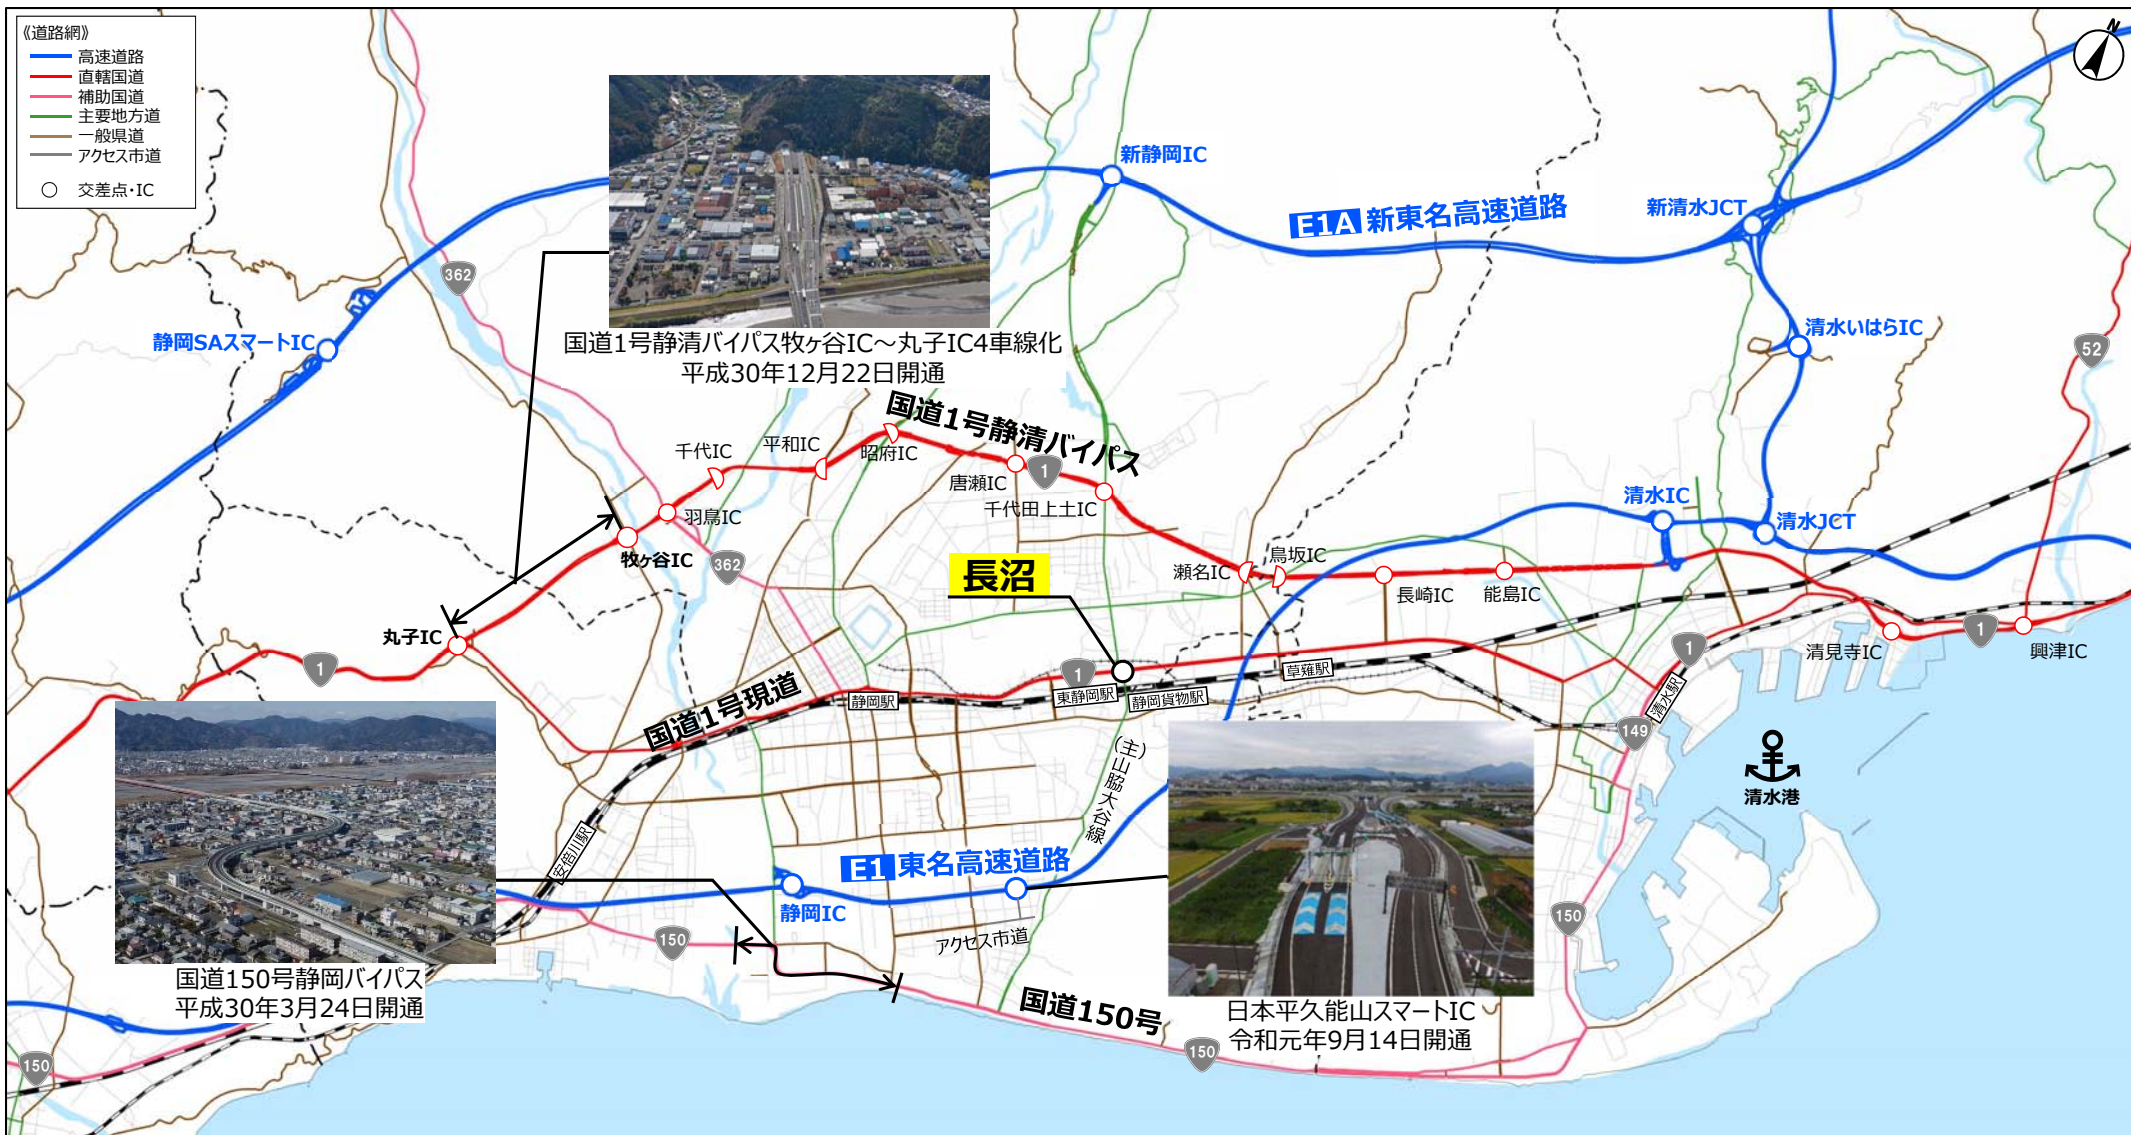 《道路網》
高速道路
直轄国道
補助国道
主要地方道
一般県道
アクセス市道
交差点・IC
N
新静岡IC
E1A 新東名高速道路
新清水JCT
362
静岡SAスマートIC
清水いはらIC
52
国道1号静清バイパス牧ヶ谷IC～丸子IC4車線化
平成30年12月22日開通
国道1号静清バイパス
1
千代IC
平和IC
昭府IC
唐瀬IC
千代田上土IC
羽鳥IC
牧ヶ谷IC
362
清水IC
清水JCT
長沼
瀬名IC
鳥坂IC
長崎IC
能島IC
丸子IC
1
1
1
1
清見寺IC
興津IC
国道1号現道
静岡駅
東静岡駅
静岡貨物駅
草薙駅
清水駅
149
清水港
(主)山脇大谷線
安倍川駅
E1 東名高速道路
静岡IC
アクセス市道
150
150
国道150号静岡バイパス
平成30年3月24日開通
国道150号
日本平久能山スマートIC
令和元年9月14日開通
150
150